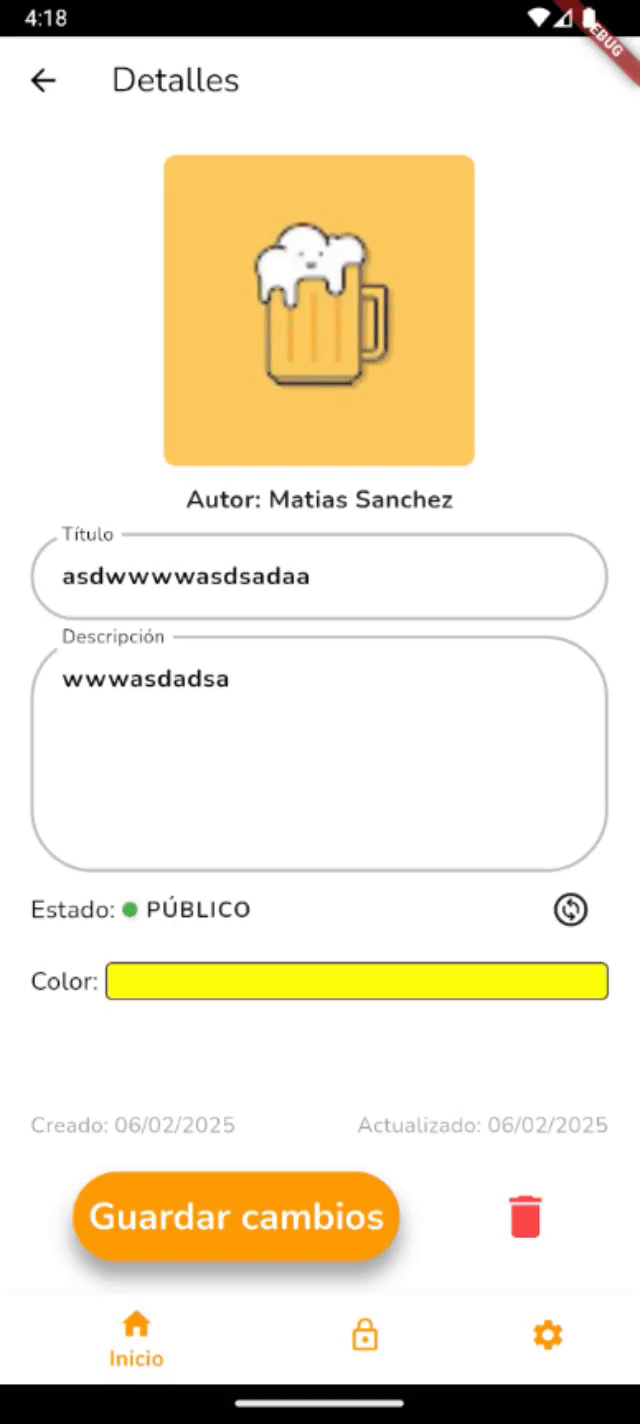 4:18
DEBUG
Detalles
Autor: Matias Sanchez
Título
asdwwwwasdsadaa
Descripción
wwwasdadsa
Estado: PÚBLICO
Color:
Creado: 06/02/2025 Actualizado: 06/02/2025
Guardar cambios
Inicio